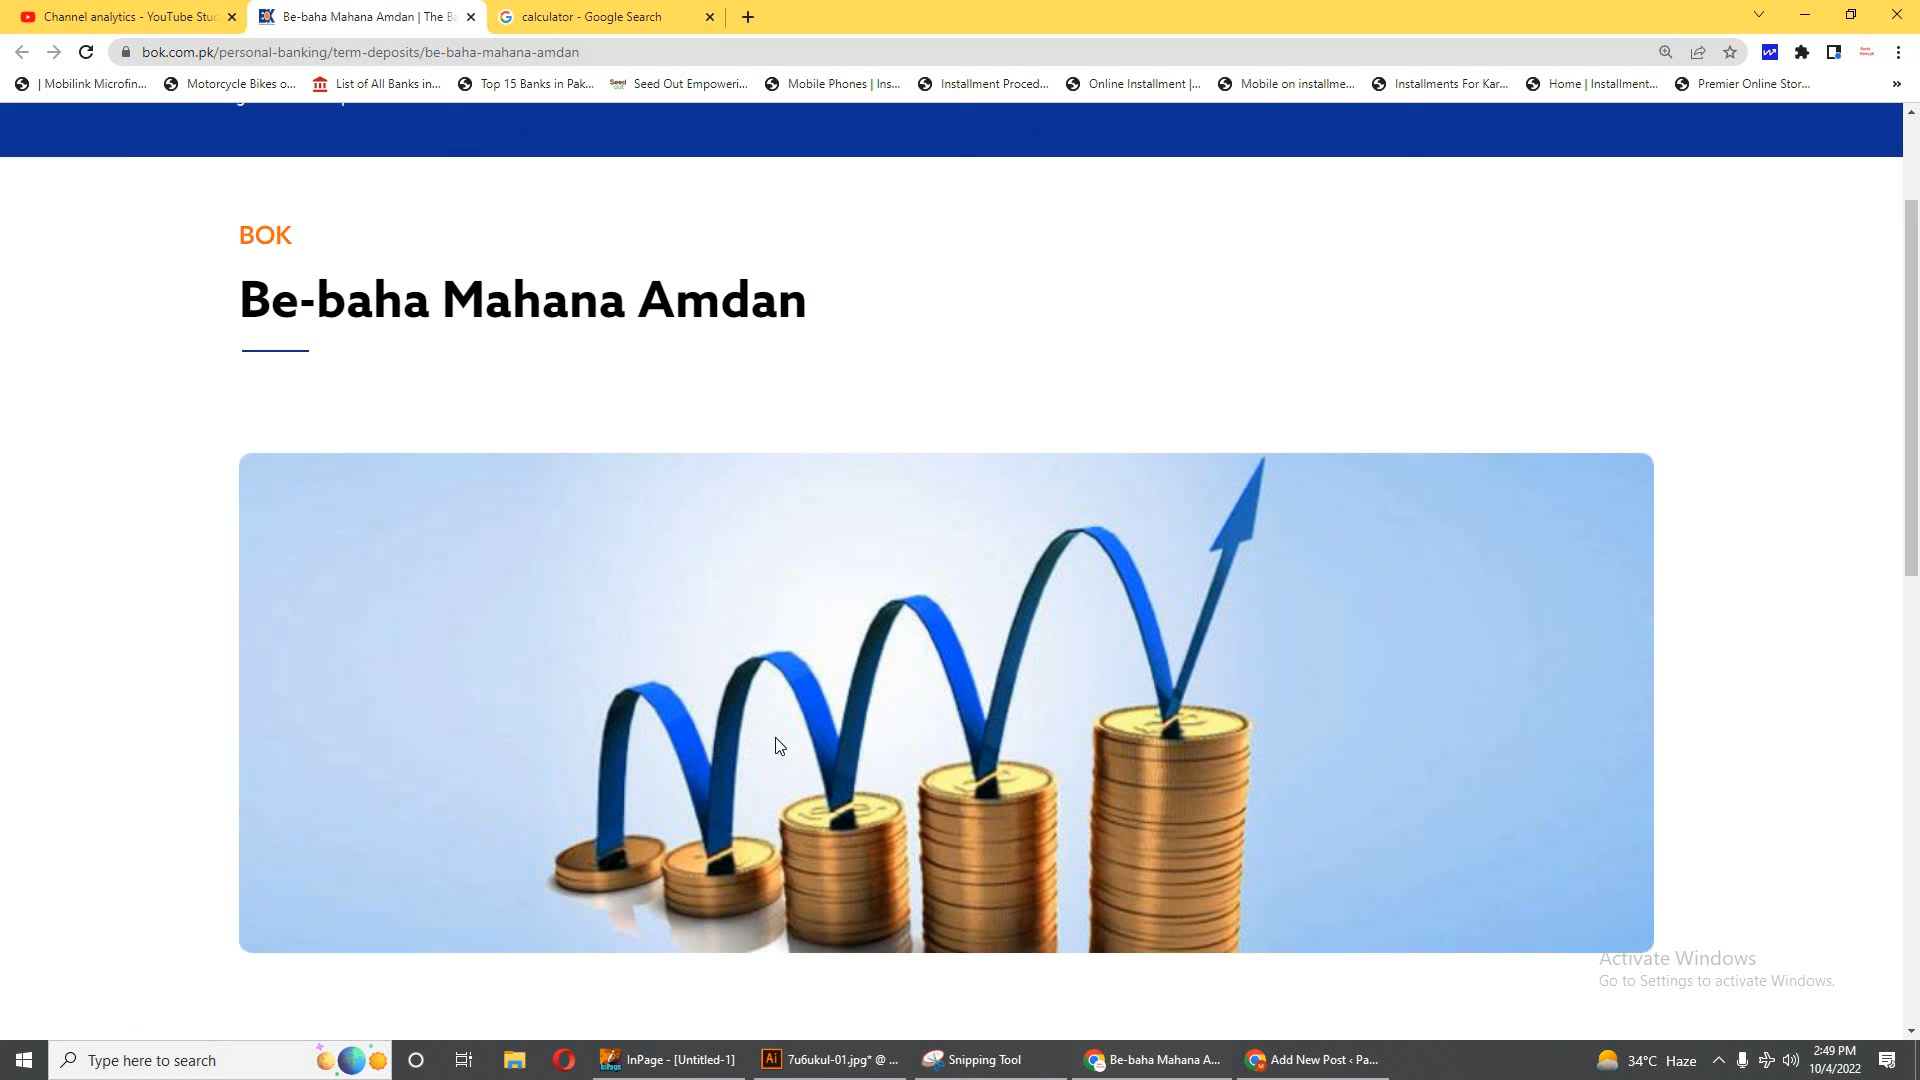 Channel analytics - YouTube Stu
Be-baha Mahana Amdan | The Ba
calculator - Google Search
bok.com.pk/personal-banking/term-deposits/be-baha-mahana-amdan
| Mobilink Microfin...
Motorcycle Bikes o...
List of All Banks in...
Top 15 Banks in Pak...
Seed Out Empoweri...
Mobile Phones | Ins...
Installment Proced...
Online Installment |...
Mobile on installme...
Installments For Kar...
Home | Installment...
Premier Online Stor...
BOK
Be-baha Mahana Amdan
Activate Windows
Go to Settings to activate Windows.
Type here to search
InPage - [Untitled-1]
7u6ukul-01.jpg* @ ...
Snipping Tool
Be-baha Mahana A...
Add New Post ‹ Pa...
34°C Haze
2:49 PM
10/4/2022